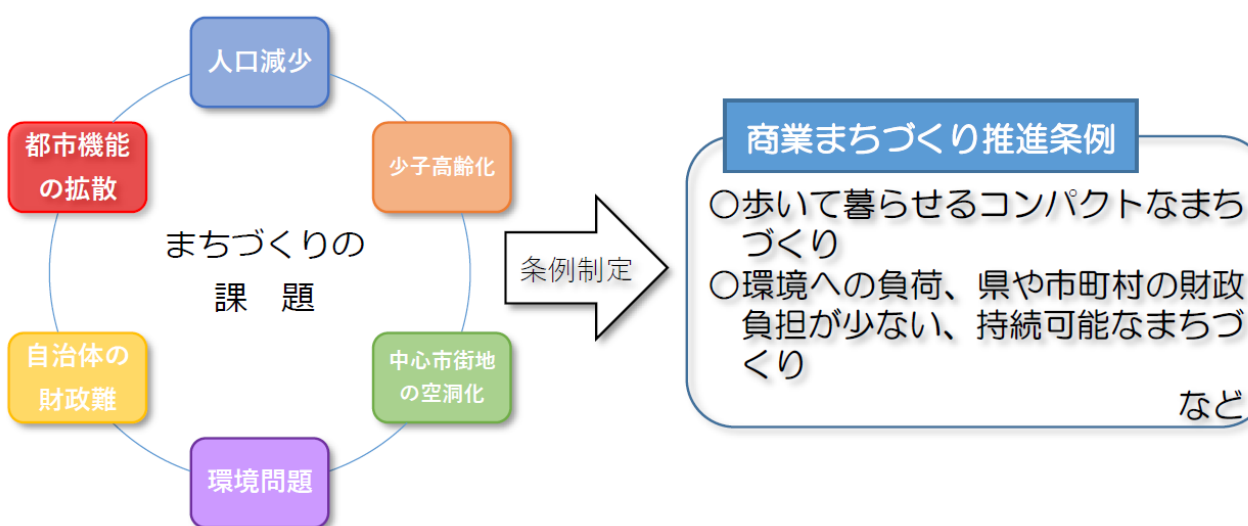 人口減少
少子高齢化
中心市街地
の空洞化
環境問題
自治体の
財政難
都市機能
の拡散
まちづくりの
課　題
条例制定
商業まちづくり推進条例
○歩いて暮らせるコンパクトなまち
づくり
○環境への負荷、県や市町村の財政
負担が少ない、持続可能なまちづ
くり
など